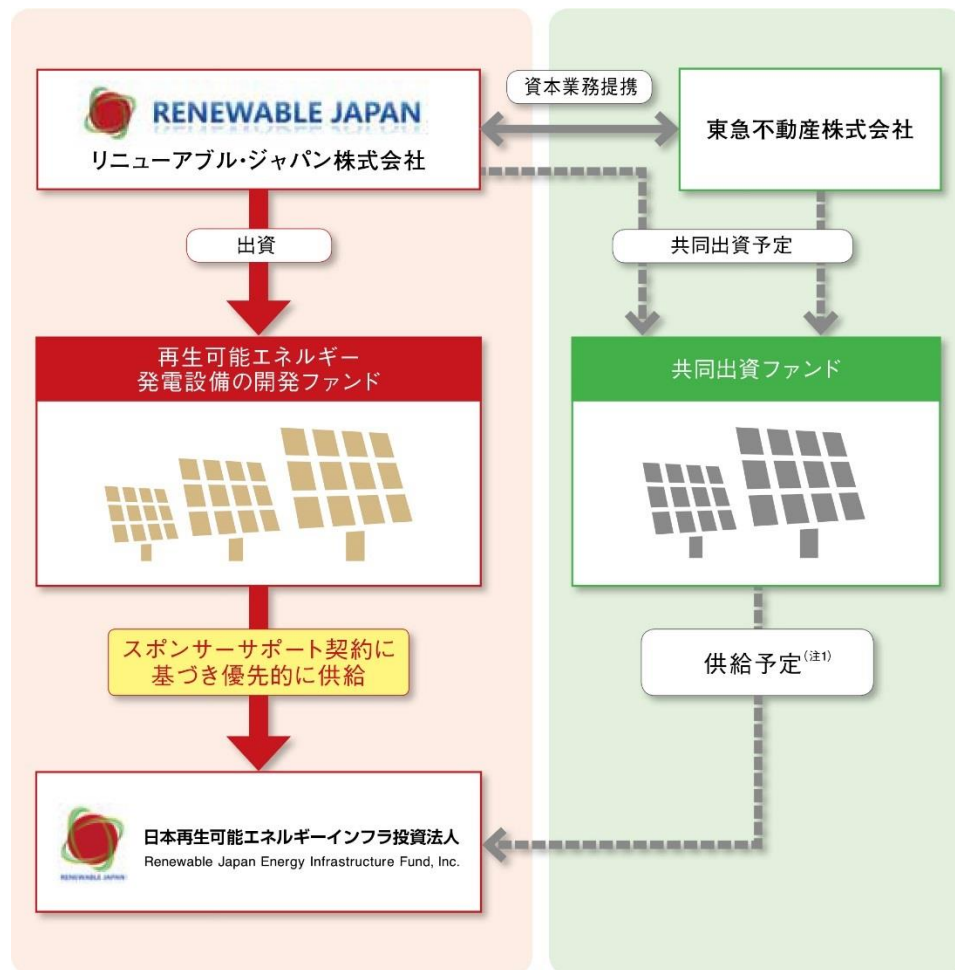 RENEWABLE JAPAN
リニューアブル・ジャパン株式会社
資本業務提携
東急不動産株式会社
出資
共同出資予定
再生可能エネルギー
発電設備の開発ファンド
共同出資ファンド
スポンサーサポート契約に
基づき優先的に供給
供給予定(注1)
日本再生可能エネルギーインフラ投資法人
Renewable Japan Energy Infrastructure Fund, Inc.
RENEWABLE JAPAN